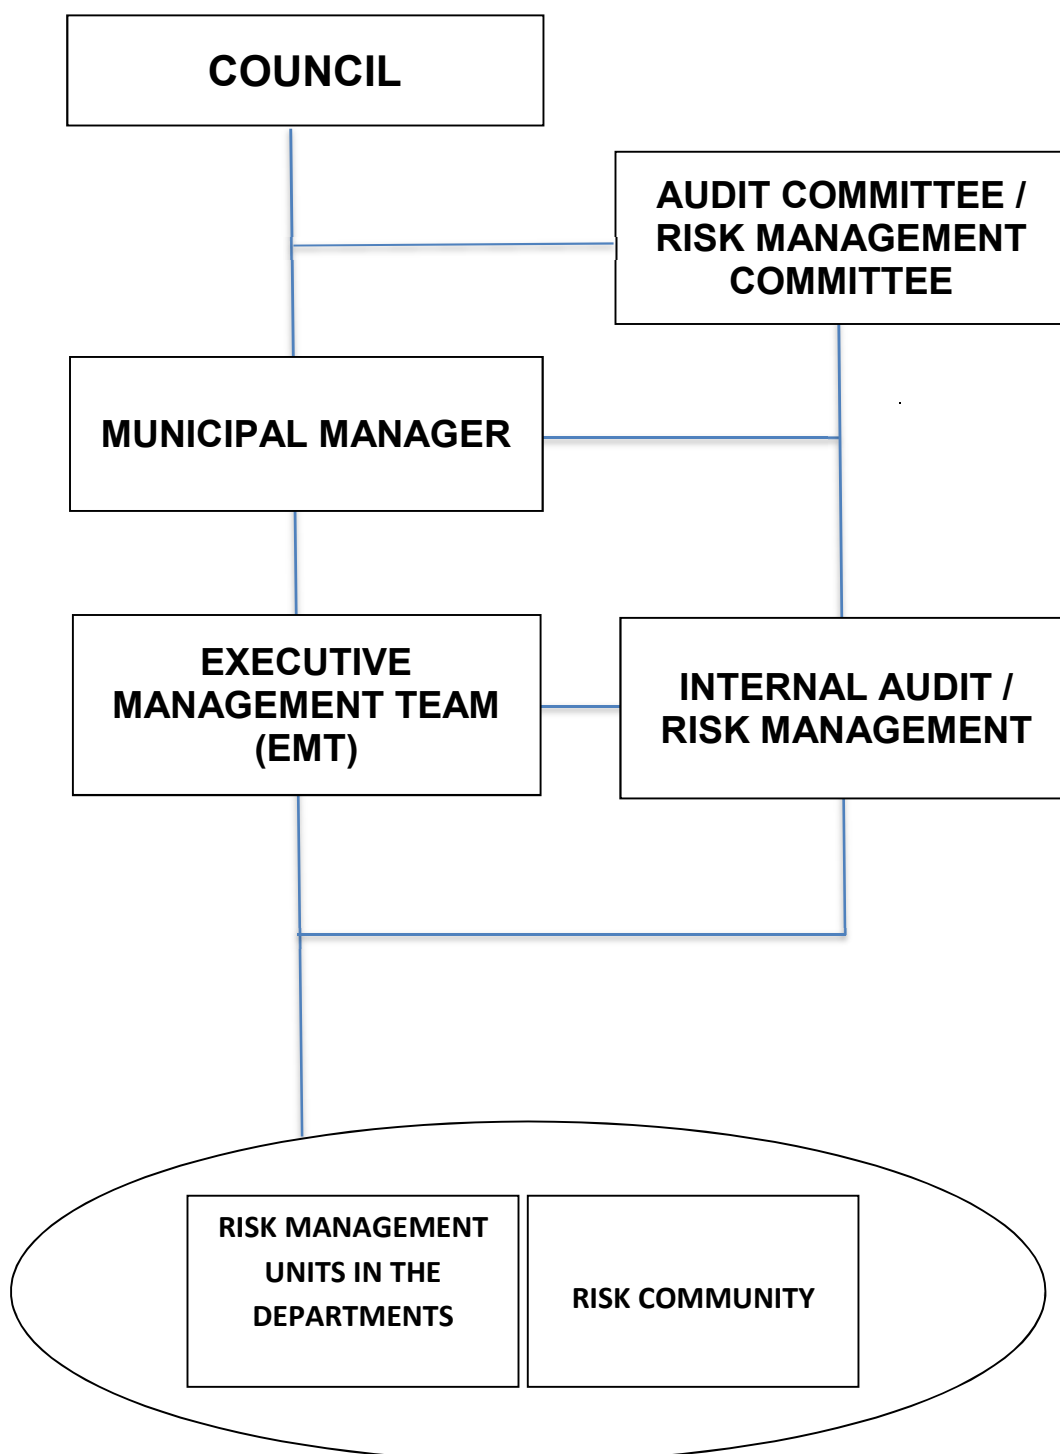 COUNCIL
AUDIT COMMITTEE /
RISK MANAGEMENT
COMMITTEE
MUNICIPAL MANAGER
EXECUTIVE
MANAGEMENT TEAM
(EMT)
INTERNAL AUDIT /
RISK MANAGEMENT
RISK MANAGEMENT
UNITS IN THE
DEPARTMENTS
RISK COMMUNITY